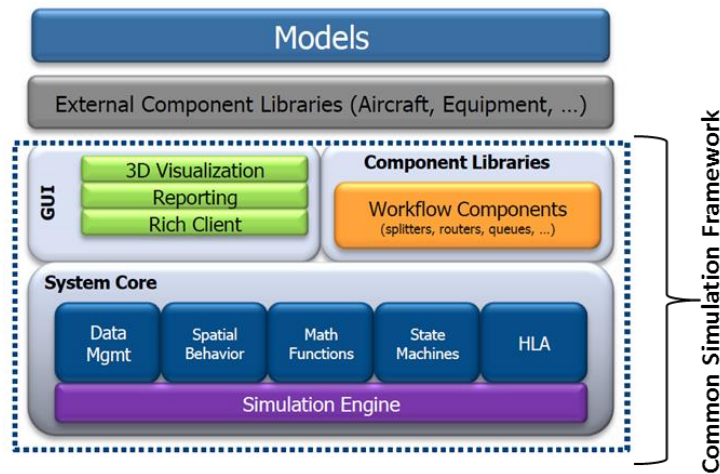 Models
External Component Libraries (Aircraft, Equipment, ...)
GUI
3D Visualization
Reporting
Rich Client
Component Libraries
Workflow Components
(splitters, routers, queues, ...)
System Core
Data
Mgmt
Spatial
Behavior
Math
Functions
State
Machines
HLA
Simulation Engine
Common Simulation Framework